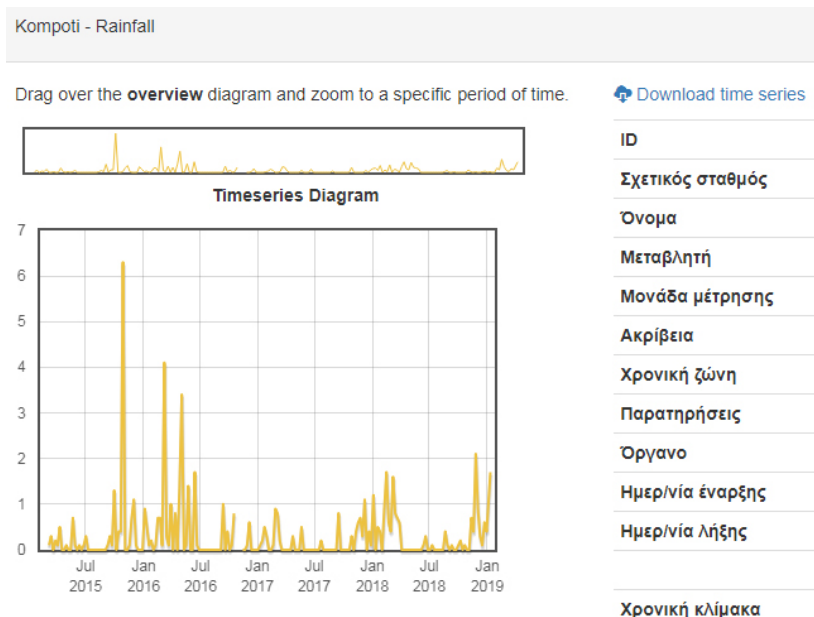 Kompoti - Rainfall
Drag over the overview diagram and zoom to a specific period of time.
Timeseries Diagram
7
6
5
4
3
2
1
0
Jul Jan Jul Jan Jul Jan Jul Jan
2015 2016 2016 2017 2017 2018 2018 2019
Download time series
ID
Σχετικός σταθμός
Όνομα
Μεταβλητή
Μονάδα μέτρησης
Ακρίβεια
Χρονική ζώνη
Παρατηρήσεις
Όργανο
Ημερ/νία έναρξης
Ημερ/νία λήξης
Χρονική κλίμακα